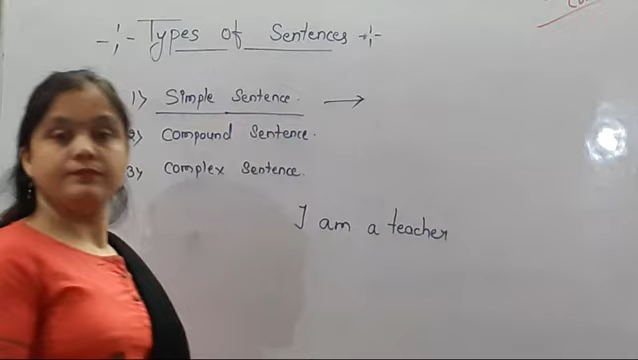 -:- Types of Sentences -:-
1) Simple Sentence. →
2) Compound Sentence.
3) Complex Sentence.
I am a teacher